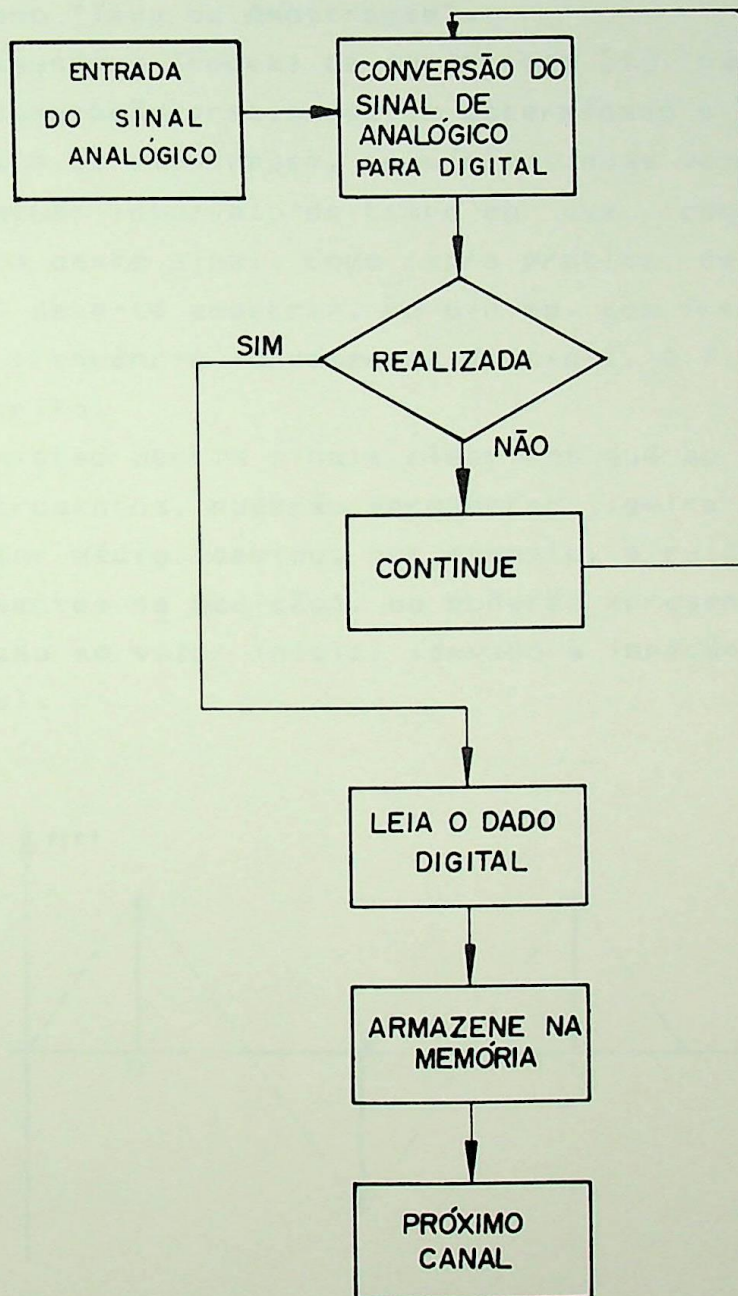 ENTRADA
DO SINAL
ANALÓGICO
CONVERSÃO DO
SINAL DE
ANALÓGICO
PARA DIGITAL
SIM
REALIZADA
NÃO
CONTINUE
LEIA O DADO
DIGITAL
ARMAZENE NA
MEMÓRIA
PRÓXIMO
CANAL